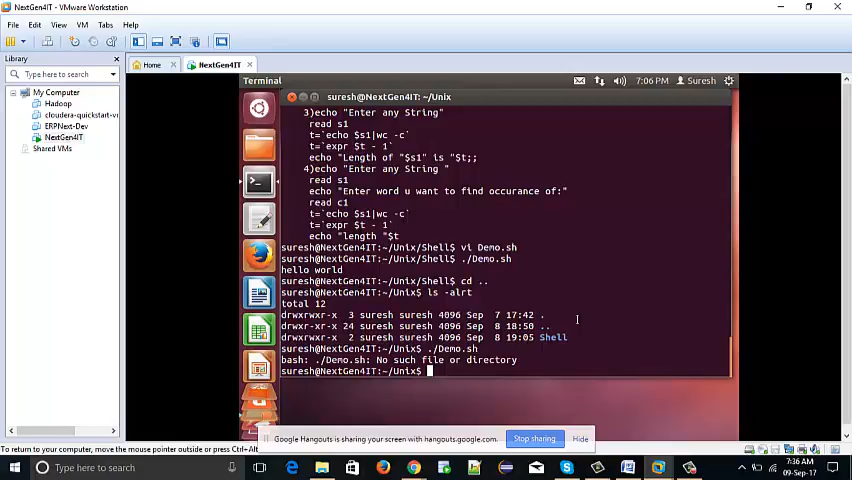 NextGen4IT - VMware Workstation
File Edit View VM Tabs Help
Library
Type here to search
My Computer
Hadoop
cloudera-quickstart-vr
ERPNext-Dev
NextGen4IT
Shared VMs
Home
NextGen4IT
Terminal
7:06 PM Suresh
suresh@NextGen4IT: ~/Unix
3)echo "Enter any String"
read s1
t=`echo $s1|wc -c`
t=`expr $t - 1`
echo "Length of "$s1" is "$t;;
4)echo "Enter any String "
read s1
echo "Enter word u want to find occurance of:"
read c1
t=`echo $s1|wc -c`
t=`expr $t - 1`
echo "length "$t
suresh@NextGen4IT:~/Unix/Shell$ vi Demo.sh
suresh@NextGen4IT:~/Unix/Shell$ ./Demo.sh
hello world
suresh@NextGen4IT:~/Unix/Shell$ cd ..
suresh@NextGen4IT:~/Unix$ ls -alrt
total 12
drwxrwxr-x 3 suresh suresh 4096 Sep 7 17:42 .
drwxr-xr-x 24 suresh suresh 4096 Sep 8 18:50 ..
drwxrwxr-x 2 suresh suresh 4096 Sep 8 19:05 Shell
suresh@NextGen4IT:~/Unix$ ./Demo.sh
bash: ./Demo.sh: No such file or directory
suresh@NextGen4IT:~/Unix$
Google Hangouts is sharing your screen with hangouts.google.com.
Stop sharing
Hide
To return to your computer, move the mouse pointer outside or press Ctrl+Alt.
Type here to search
7:36 AM
09-Sep-17